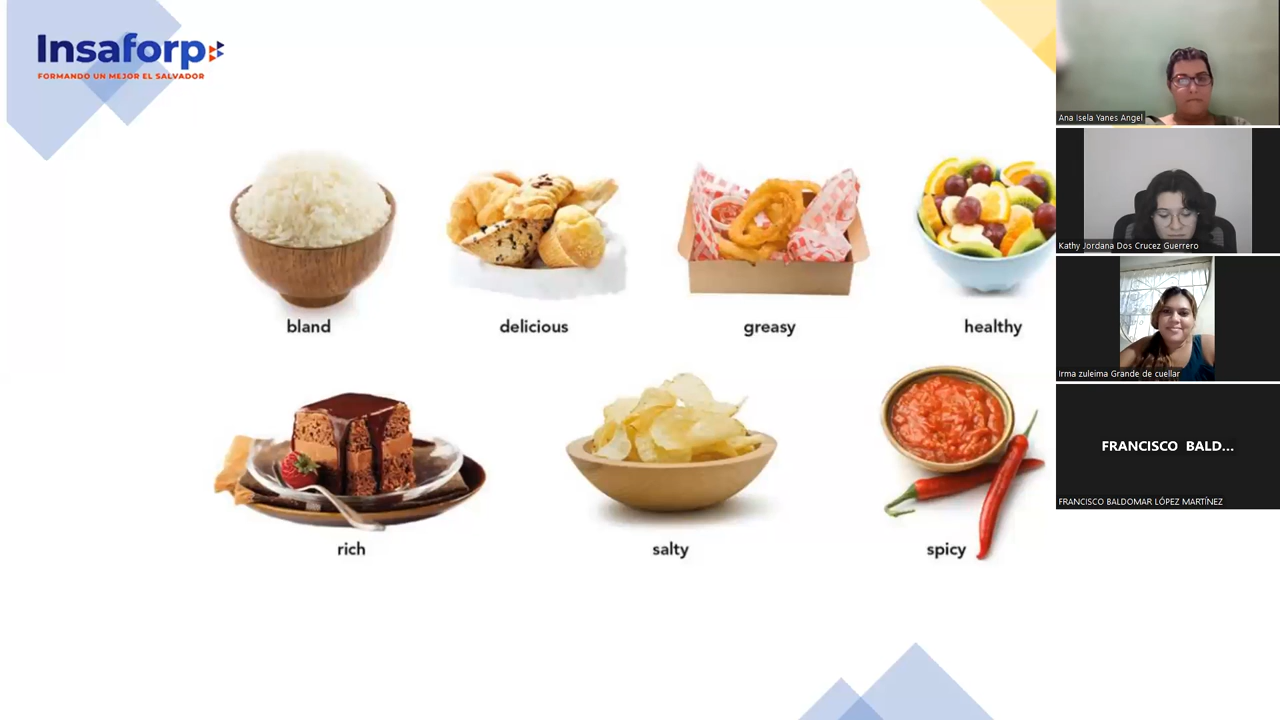 Insaforp
FORMANDO UN MEJOR EL SALVADOR
bland
delicious
greasy
healthy
rich
salty
spicy
Ana Isela Yanes Angel
Kathy Jordana Dos Crucez Guerrero
Irma zuleima Grande de cuellar
FRANCISCO BALD...
FRANCISCO BALDOMAR LÓPEZ MARTÍNEZ